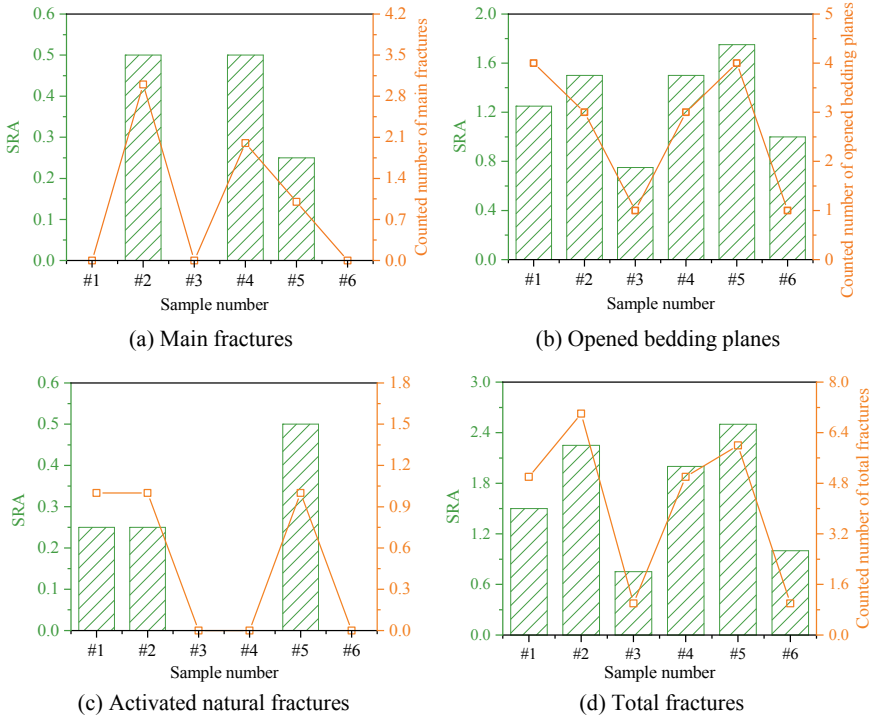 0.6
0.5
0.4
0.3
0.2
0.1
0.0
SRA
4.2
3.5
2.8
2.1
1.4
0.7
0.0
Counted number of main fractures
#1 #2 #3 #4 #5 #6
Sample number
(a) Main fractures
2.0
1.6
1.2
0.8
0.4
0.0
SRA
5
4
3
2
1
0
Counted number of opened bedding planes
#1 #2 #3 #4 #5 #6
Sample number
(b) Opened bedding planes
0.6
0.5
0.4
0.3
0.2
0.1
0.0
SRA
1.8
1.5
1.2
0.9
0.6
0.3
0.0
Counted number of activated natural fractures
#1 #2 #3 #4 #5 #6
Sample number
(c) Activated natural fractures
3.0
2.4
1.8
1.2
0.6
0.0
SRA
8.0
6.4
4.8
3.2
1.6
0.0
Counted number of total fractures
#1 #2 #3 #4 #5 #6
Sample number
(d) Total fractures